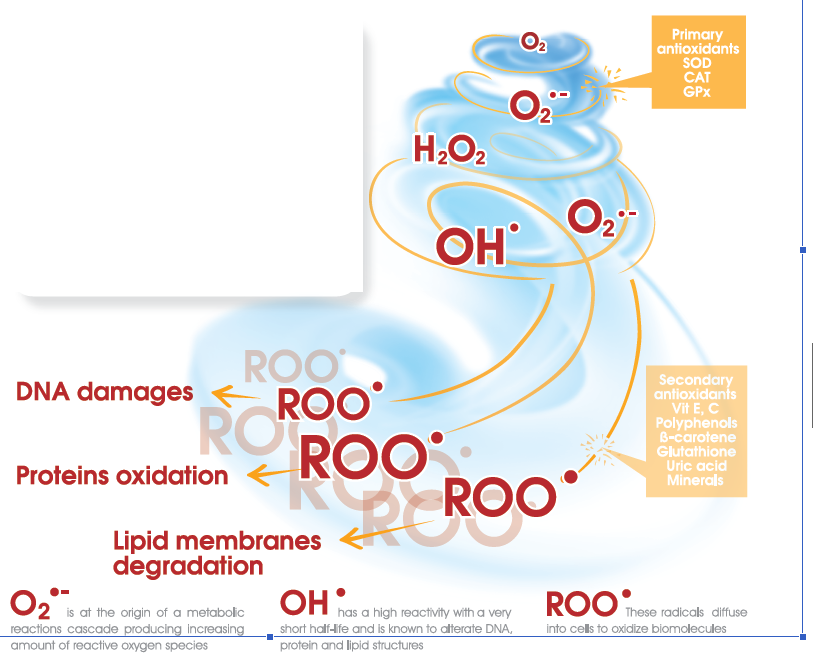 O₂
Primary
antioxidants
SOD
CAT
GPx
O₂•-
H₂O₂
O₂•-
OH•
Secondary
antioxidants
Vit E, C
Polyphenols
ß-carotene
Glutathione
Uric acid
Minerals
ROO•
DNA damages
ROO•
ROO•
ROO•
Proteins oxidation
ROO•
ROO•
ROO•
Lipid membranes
degradation
O₂•- is at the origin of a metabolic
reactions cascade producing increasing
amount of reactive oxygen species
OH• has a high reactivity with a very
short half-life and is known to alterate DNA,
protein and lipid structures
ROO• These radicals diffuse
into cells to oxidize biomolecules